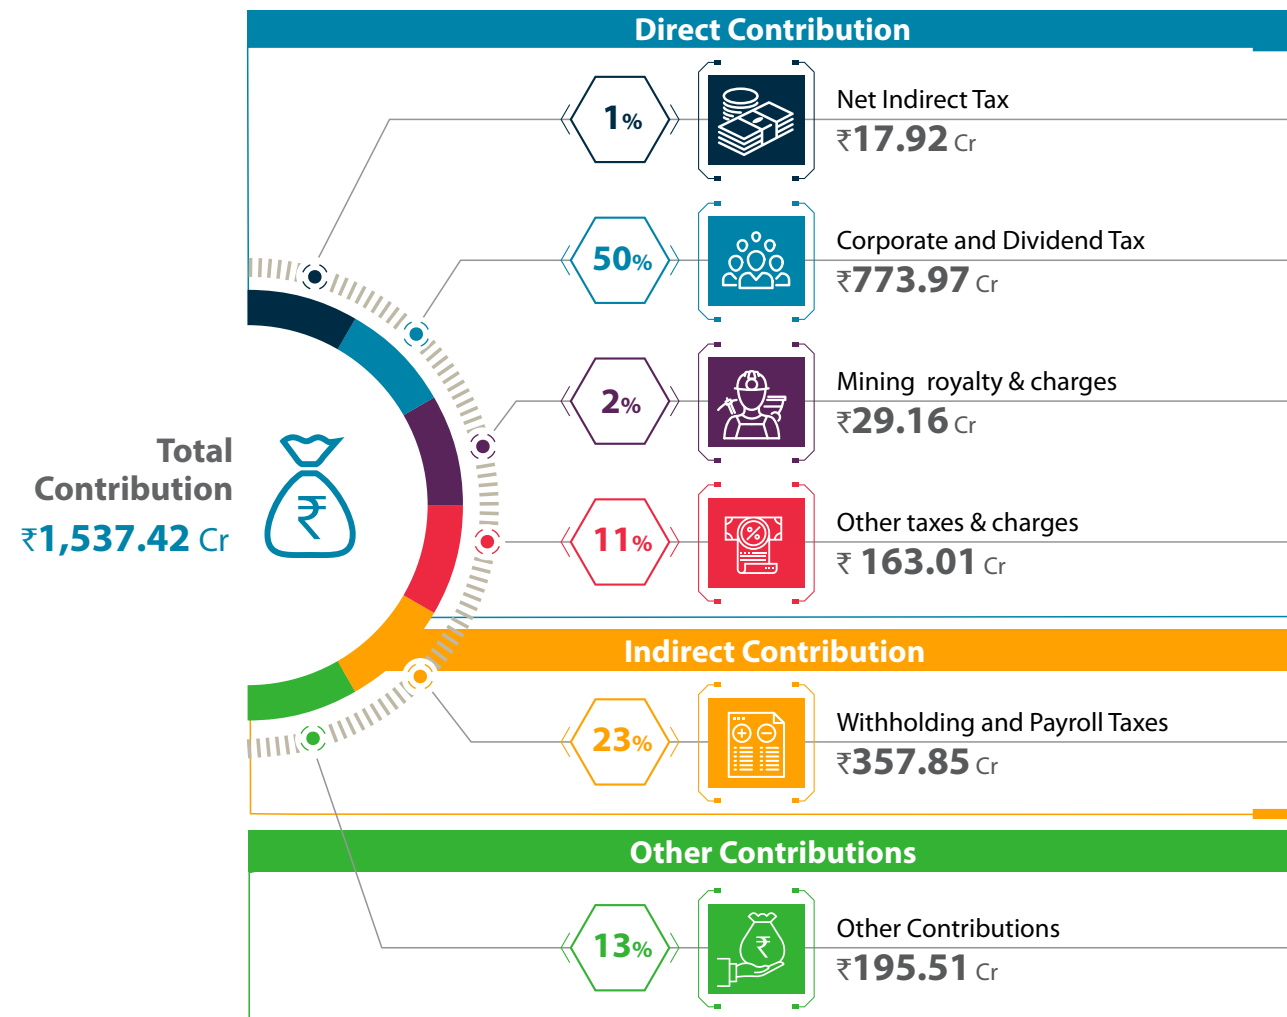 Direct Contribution
1%
Net Indirect Tax
₹17.92 Cr
50%
Corporate and Dividend Tax
₹773.97 Cr
2%
Mining royalty & charges
₹29.16 Cr
Total
Contribution
₹1,537.42 Cr
₹
11%
%
Other taxes & charges
₹ 163.01 Cr
Indirect Contribution
23%
Withholding and Payroll Taxes
₹357.85 Cr
Other Contributions
13%
₹
Other Contributions
₹195.51 Cr